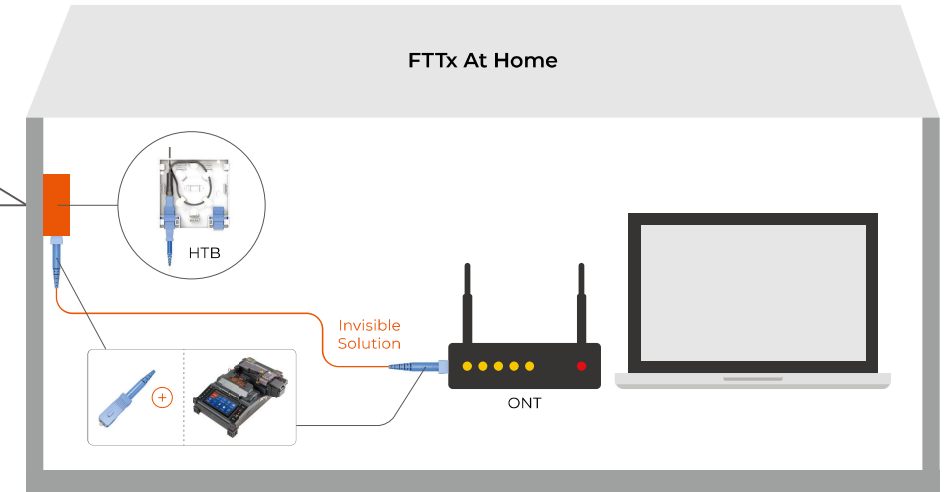 FTTx At Home
HTB
Invisible
Solution
ONT